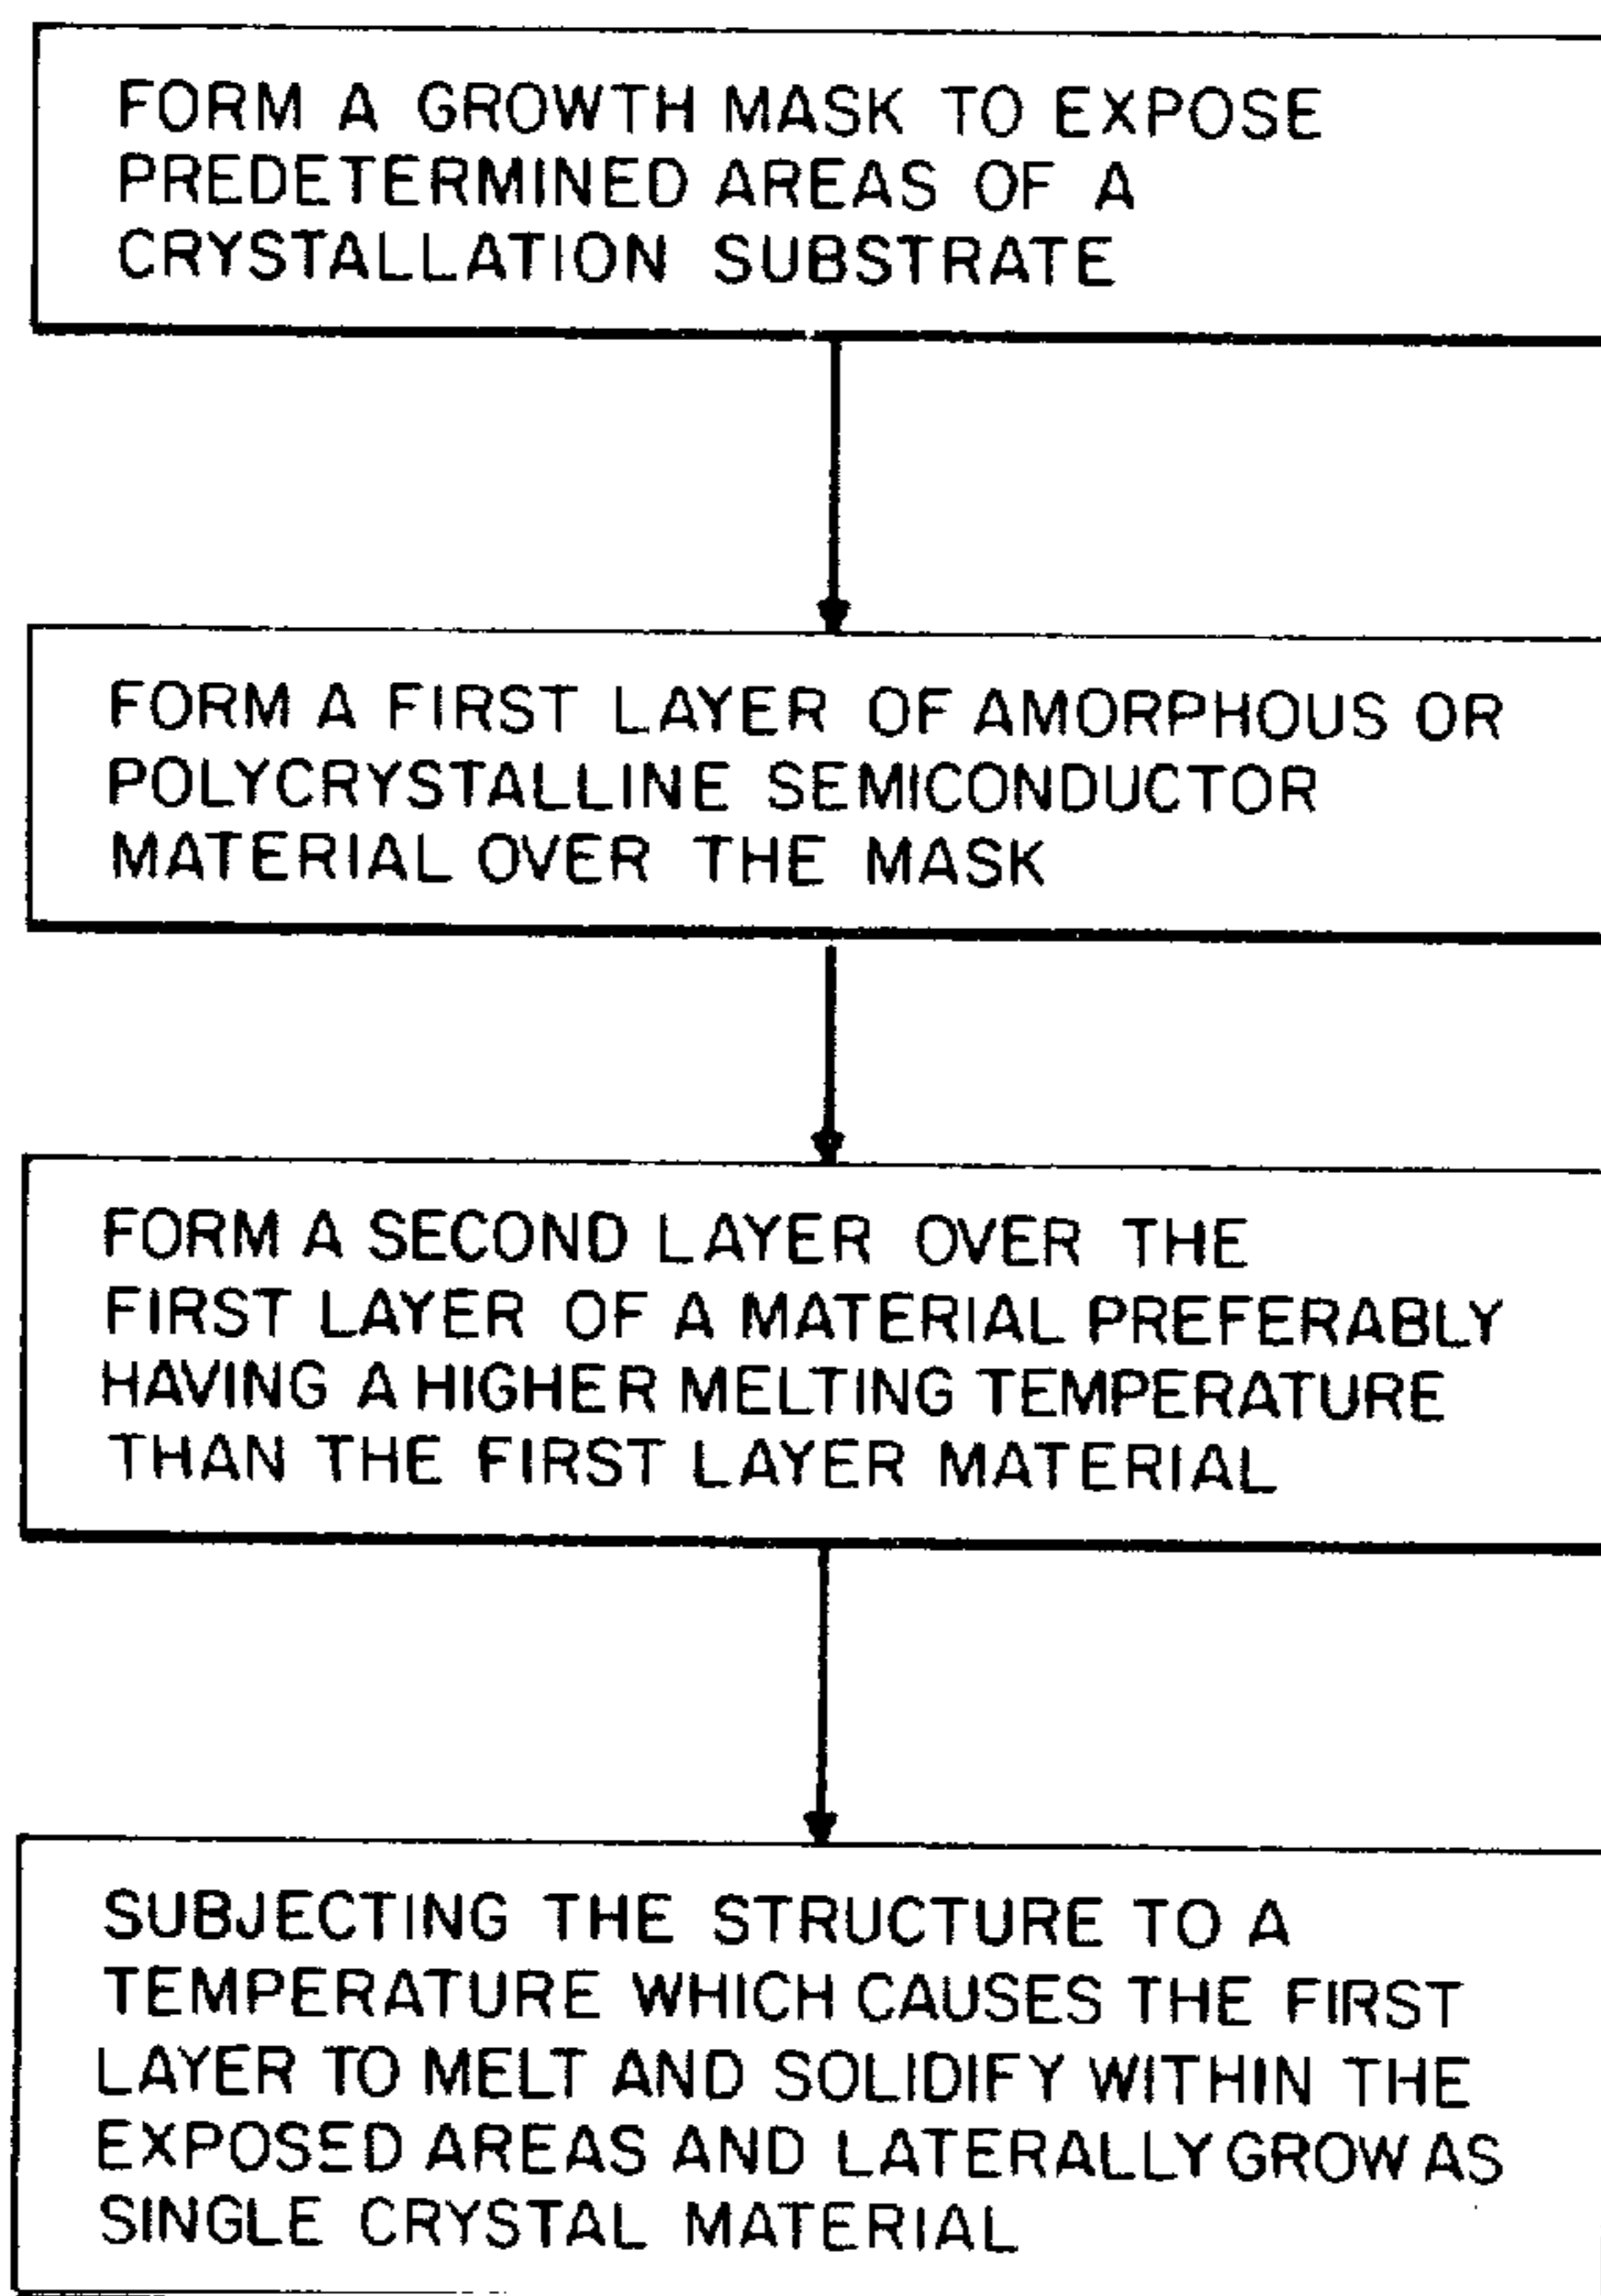 FORM A GROWTH MASK TO EXPOSE
PREDETERMINED AREAS OF A
CRYSTALLATION SUBSTRATE
FORM A FIRST LAYER OF AMORPHOUS OR
POLYCRYSTALLINE SEMICONDUCTOR
MATERIAL OVER THE MASK
FORM A SECOND LAYER OVER THE
FIRST LAYER OF A MATERIAL PREFERABLY
HAVING A HIGHER MELTING TEMPERATURE
THAN THE FIRST LAYER MATERIAL
SUBJECTING THE STRUCTURE TO A
TEMPERATURE WHICH CAUSES THE FIRST
LAYER TO MELT AND SOLIDIFY WITHIN THE
EXPOSED AREAS AND LATERALLY GROW AS
SINGLE CRYSTAL MATERIAL